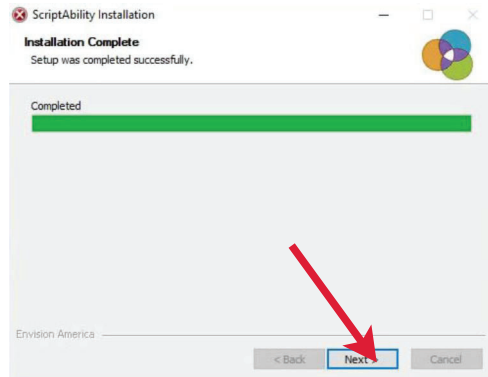 ScriptAbility Installation
Installation Complete
Setup was completed successfully.
Completed
Envision America
< Back
Next >
Cancel